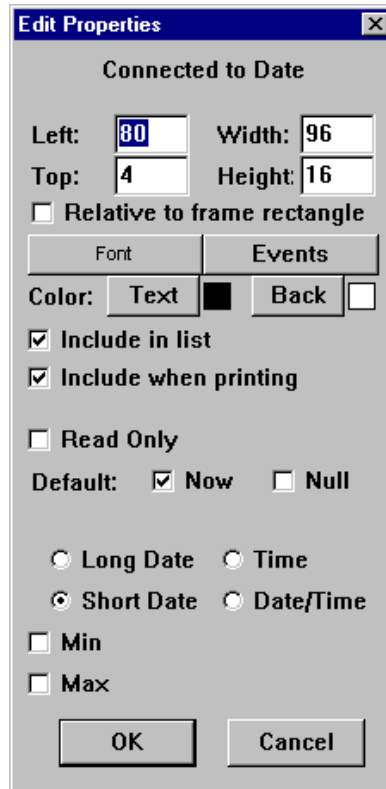 Edit Properties
Connected to Date
Left: 80 Width: 96
Top: 4 Height: 16
Relative to frame rectangle
Font Events
Color: Text Back
Include in list
Include when printing
Read Only
Default: Now Null
Long Date Time
Short Date Date/Time
Min
Max
OK Cancel